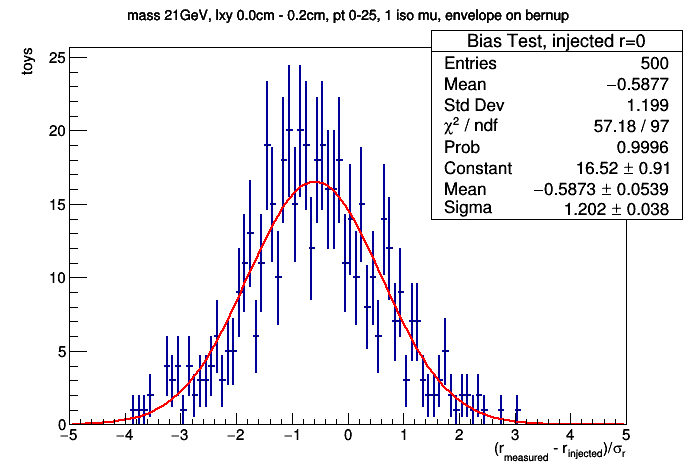 mass 21GeV, lxy 0.0cm - 0.2cm, pt 0-25, 1 iso mu, envelope on bernup
Bias Test, injected r=0
Entries 500
Mean −0.5877
Std Dev 1.199
χ² / ndf 57.18 / 97
Prob 0.9996
Constant 16.52 ± 0.91
Mean −0.5873 ± 0.0539
Sigma 1.202 ± 0.038
toys
25
20
15
10
5
0
−5 −4 −3 −2 −1 0 1 2 3 4 5
(r_measured - r_injected)/σ_r